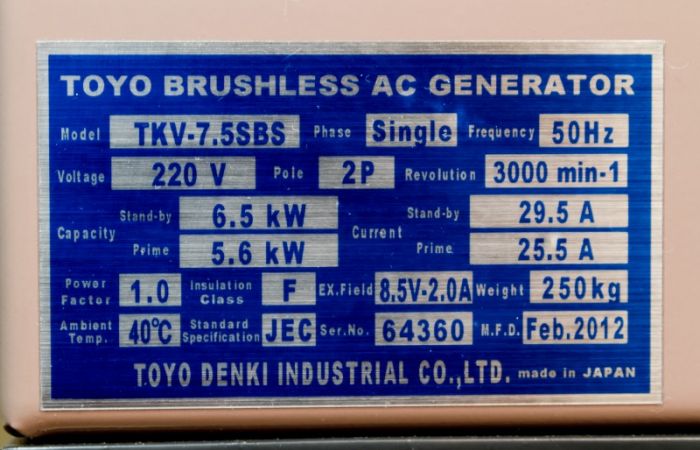 TOYO BRUSHLESS AC GENERATOR
Model TKV-7.5SBS Phase Single Frequency 50Hz
Voltage 220 V Pole 2P Revolution 3000 min-1
Capacity Stand-by 6.5 kW Current Stand-by 29.5 A
Prime 5.6 kW Prime 25.5 A
Power Factor 1.0 Insulation Class F EX.Field 8.5V-2.0A Weight 250kg
Ambient Temp. 40℃ Standard Specification JEC Ser.No. 64360 M.F.D. Feb.2012
TOYO DENKI INDUSTRIAL CO.,LTD. made in JAPAN